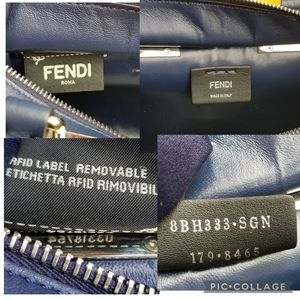 FENDI
ROMA
FENDI
MADE IN ITALY
RFID LABEL REMOVABLE
ETICHETTA RFID RIMOVIBIL
8BH333·SGN
179·8465
PIC·COLLAGE